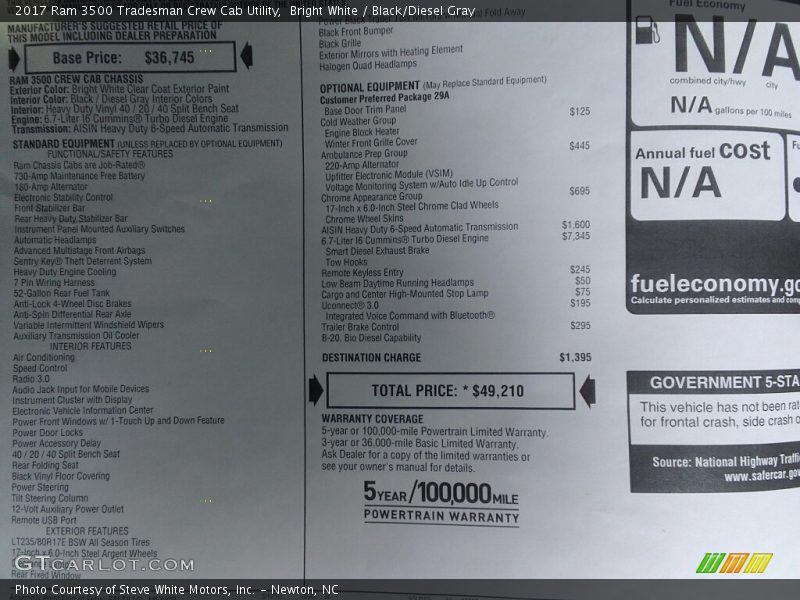 2017 Ram 3500 Tradesman Crew Cab Utility, Bright White / Black/Diesel Gray
MANUFACTURER'S SUGGESTED RETAIL PRICE OF
THIS MODEL INCLUDING DEALER PREPARATION
Base Price: $36,745
RAM 3500 CREW CAB CHASSIS
Exterior Color: Bright White Clear Coat Exterior Paint
Interior Color: Black / Diesel Gray Interior Colors
Interior: Heavy Duty Vinyl 40 / 20 / 40 Split Bench Seat
Engine: 6.7-Liter I6 Cummins® Turbo Diesel Engine
Transmission: AISIN Heavy Duty 6-Speed Automatic Transmission
STANDARD EQUIPMENT (UNLESS REPLACED BY OPTIONAL EQUIPMENT)
FUNCTIONAL/SAFETY FEATURES
Ram Chassis Cabs are Job-Rated®
730-Amp Maintenance Free Battery
180-Amp Alternator
Electronic Stability Control
Front Stabilizer Bar
Rear Heavy Duty Stabilizer Bar
Instrument Panel Mounted Auxiliary Switches
Automatic Headlamps
Advanced Multistage Front Airbags
Sentry Key® Theft Deterrent System
Heavy Duty Engine Cooling
7 Pin Wiring Harness
52-Gallon Rear Fuel Tank
Anti-Lock 4-Wheel Disc Brakes
Anti-Spin Differential Rear Axle
Variable Intermittent Windshield Wipers
Auxiliary Transmission Oil Cooler
INTERIOR FEATURES
Air Conditioning
Speed Control
Radio 3.0
Audio Jack Input for Mobile Devices
Instrument Cluster with Display
Electronic Vehicle Information Center
Power Front Windows w/ 1-Touch Up and Down Feature
Power Door Locks
Power Accessory Delay
40 / 20 / 40 Split Bench Seat
Rear Folding Seat
Black Vinyl Floor Covering
Power Steering
Tilt Steering Column
12-Volt Auxiliary Power Outlet
Remote USB Port
EXTERIOR FEATURES
LT235/80R17E BSW All Season Tires
17-Inch x 6.0-Inch Steel Argent Wheels
Rear Fixed Window
Fold Away
Black Front Bumper
Black Grille
Exterior Mirrors with Heating Element
Halogen Quad Headlamps
OPTIONAL EQUIPMENT (May Replace Standard Equipment)
Customer Preferred Package 29A
Base Door Trim Panel
Cold Weather Group $125
Engine Block Heater
Winter Front Grille Cover
Ambulance Prep Group $445
220-Amp Alternator
Upfitter Electronic Module (VSIM)
Voltage Monitoring System w/Auto Idle Up Control
Chrome Appearance Group $695
17-Inch x 6.0-Inch Steel Chrome Clad Wheels
Chrome Wheel Skins
AISIN Heavy Duty 6-Speed Automatic Transmission $1,600
6.7-Liter I6 Cummins® Turbo Diesel Engine $7,345
Smart Diesel Exhaust Brake
Tow Hooks
Remote Keyless Entry $245
Low Beam Daytime Running Headlamps $50
Cargo and Center High-Mounted Stop Lamp $75
Uconnect® 3.0 $195
Integrated Voice Command with Bluetooth®
Trailer Brake Control $295
B-20, Bio Diesel Capability
DESTINATION CHARGE $1,395
TOTAL PRICE: * $49,210
WARRANTY COVERAGE
5-year or 100,000-mile Powertrain Limited Warranty.
3-year or 36,000-mile Basic Limited Warranty.
Ask Dealer for a copy of the limited warranties or
see your owner's manual for details.
5 YEAR/100,000 MILE
POWERTRAIN WARRANTY
Fuel Economy
N/A N/A
combined city/hwy city
N/A gallons per 100 miles
Annual fuel cost
N/A
fueleconomy.go
Calculate personalized estimates and comp
GOVERNMENT 5-STA
This vehicle has not been rat
for frontal crash, side crash o
Source: National Highway Traffi
www.safercar.gov
GTcarlot.com
Photo Courtesy of Steve White Motors, Inc. – Newton, NC